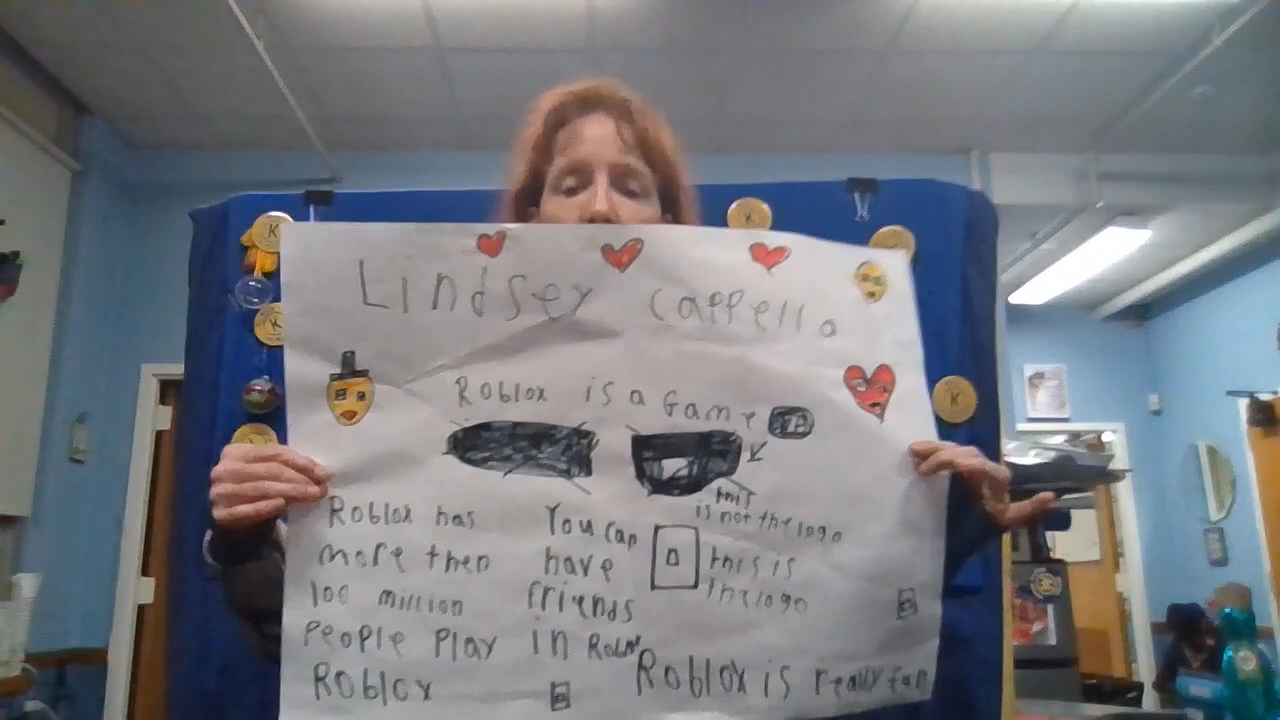 Lindsey Cappella
Roblox is a Game
this
is not the logo
Roblox has
more then
100 million
People Play
Roblox
You can
have
friends
in Roblox
this is
the logo
Roblox is really fun
K
K
K
K
K